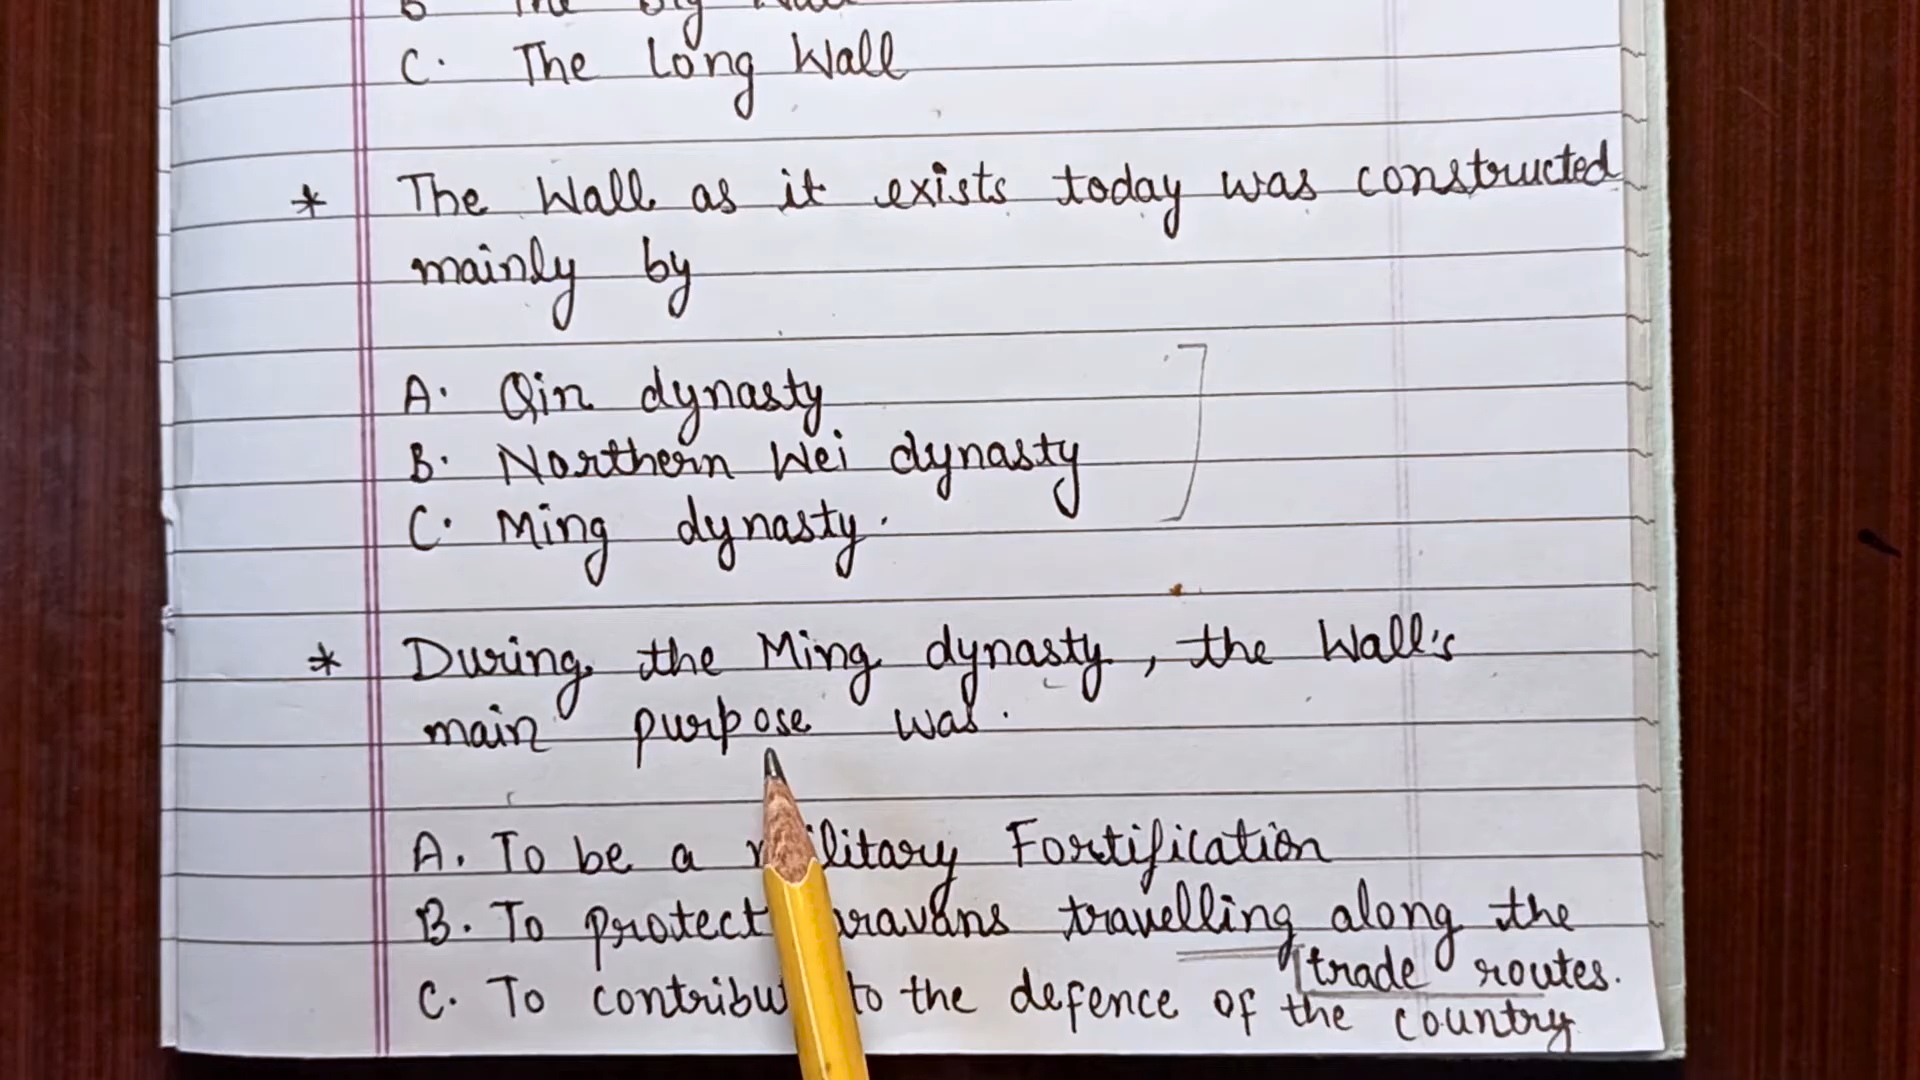 C. The Long Wall
* The Wall as it exists today was constructed
mainly by
A. Qin dynasty
B. Northern Wei dynasty
C. Ming dynasty.
* During the Ming dynasty, the Wall's
main purpose was.
A. To be a military Fortification
B. To protect caravans travelling along the
trade routes.
C. To contribu to the defence of the country